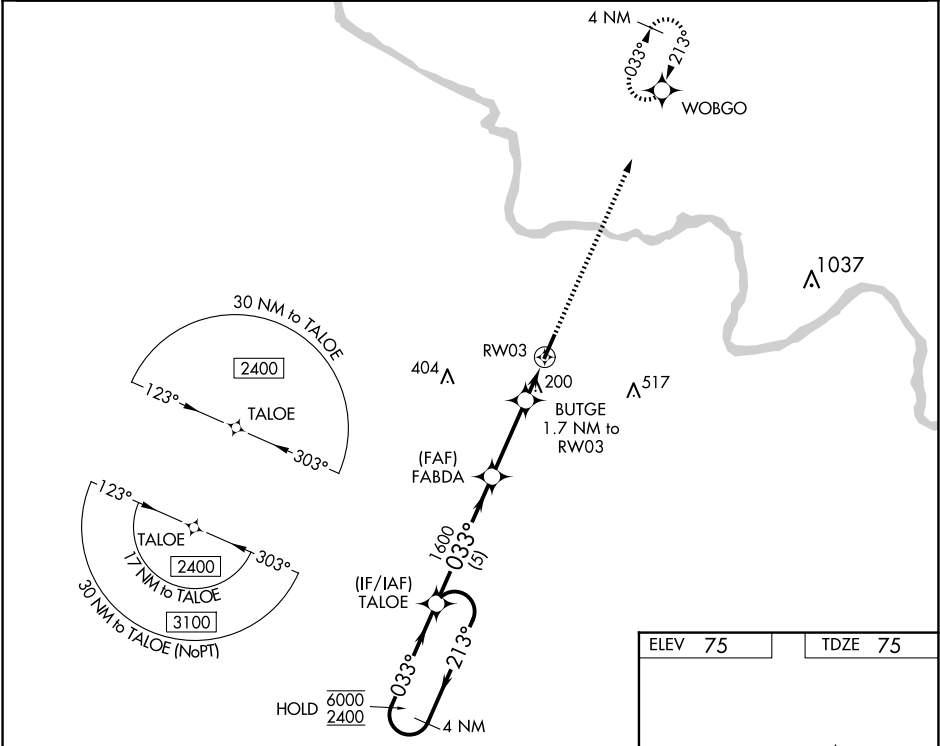 4 NM
033°
213°
WOBGO
1037
30 NM to TALOE
2400
123°
TALOE
303°
404
RW03
200
517
BUTGE
1.7 NM to
RW03
(FAF)
FABDA
123°
TALOE
303°
2400
17 NM to TALOE
3100
30 NM to TALOE (NoPT)
1600
033°
(5)
(IF/IAF)
TALOE
033°
213°
HOLD 6000
2400
4 NM
ELEV 75
TDZE 75